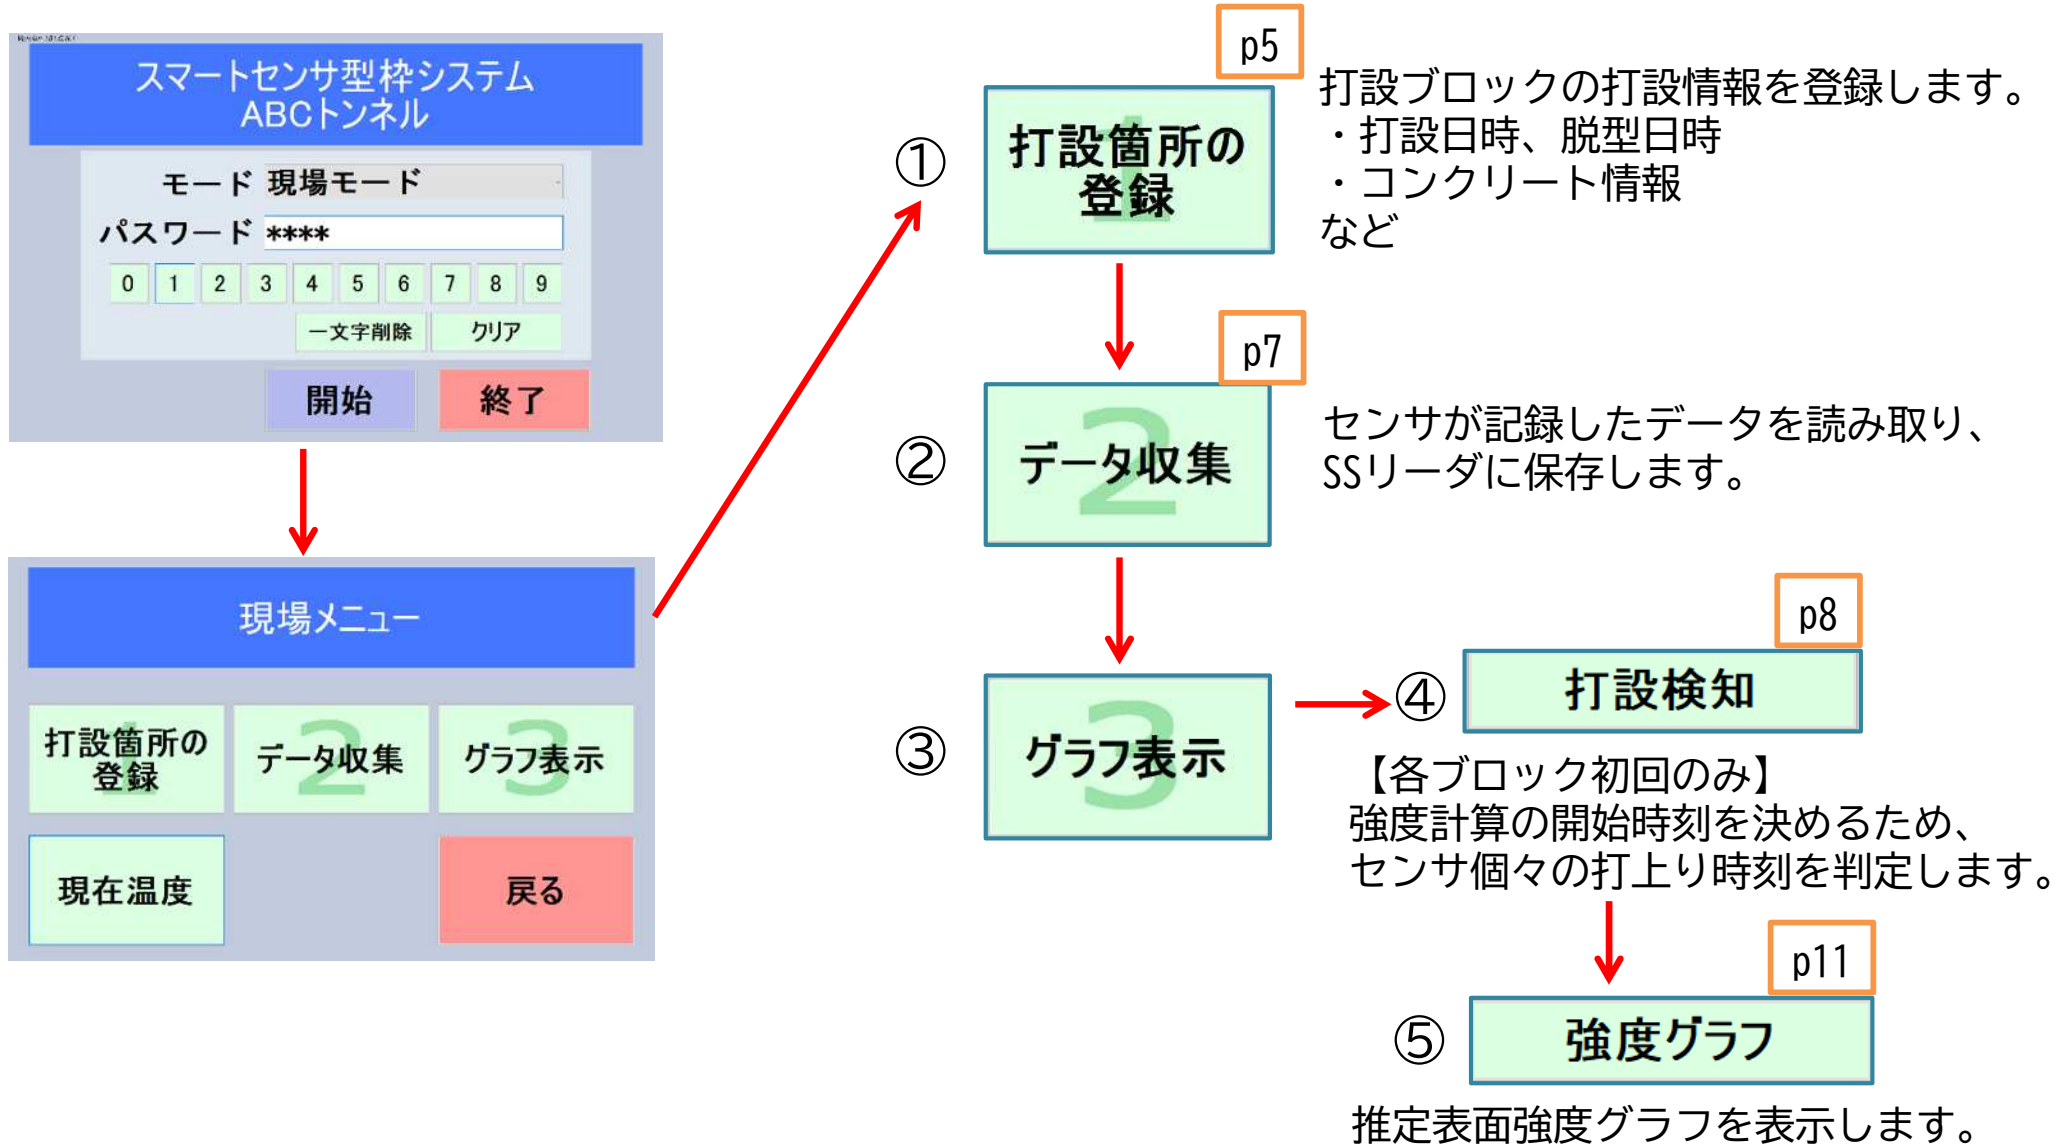 スマートセンサ型枠システム
ABCトンネル
モード 現場モード
パスワード ****
0 1 2 3 4 5 6 7 8 9
一文字削除 クリア
開始 終了
現場メニュー
1 打設箇所の
登録
2 データ収集
3 グラフ表示
現在温度
戻る
p5
①
1 打設箇所の
登録
打設ブロックの打設情報を登録します。
・打設日時、脱型日時
・コンクリート情報
など
p7
②
2 データ収集
センサが記録したデータを読み取り、
SSリーダに保存します。
③
3 グラフ表示
p8
④
打設検知
【各ブロック初回のみ】
強度計算の開始時刻を決めるため、
センサ個々の打上り時刻を判定します。
p11
⑤
強度グラフ
推定表面強度グラフを表示します。